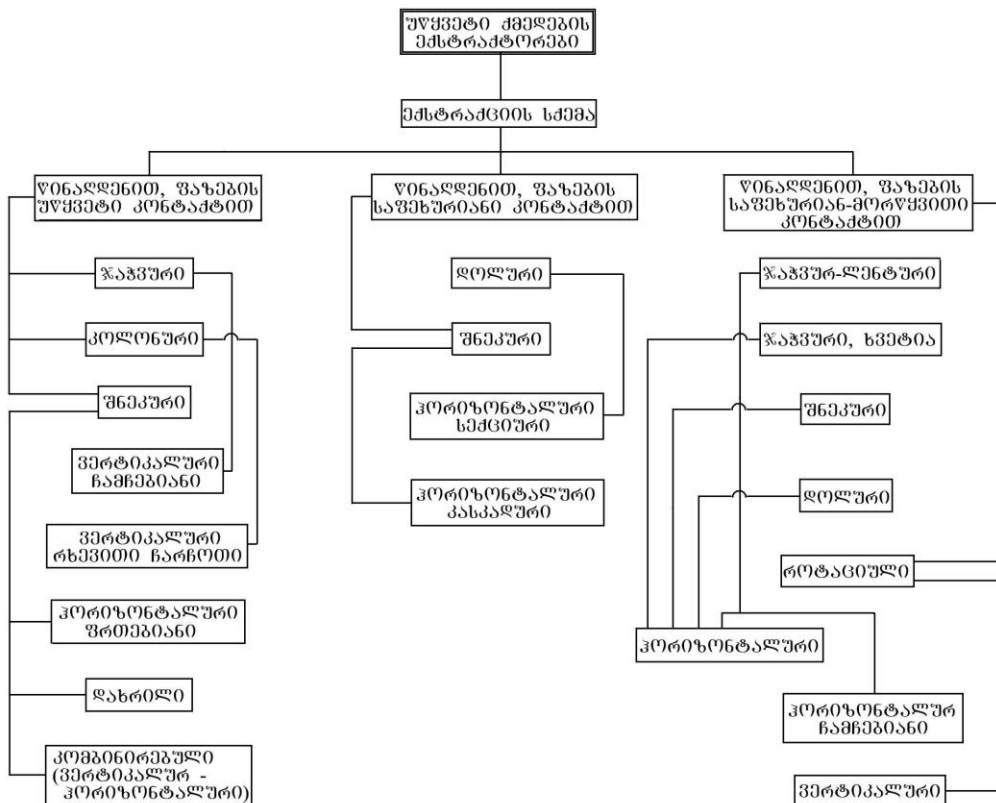 უწყვეტი ქმედების
ექსტრაქტორები
ექსტრაქციის სქემა
წინაღდენით, ფაზების
უწყვეტი კონტაქტით
წინაღდენით, ფაზების
საფეხურიანი კონტაქტით
წინაღდენით, ფაზების
საფეხურიან-მორწყვითი
კონტაქტით
ჯაჭვური
კოლონური
შნეკური
ვერტიკალური
ჩამჩებიანი
ვერტიკალური
რხევითი ჩარჩოთი
ჰორიზონტალური
ფრთებიანი
დახრილი
კომბინირებული
(ვერტიკალურ -
ჰორიზონტალური)
დოლური
შნეკური
ჰორიზონტალური
სექციური
ჰორიზონტალური
კასკადური
ჯაჭვურ-ლენტური
ჯაჭვური, ხვეტია
შნეკური
დოლური
როტაციული
ჰორიზონტალური
ჰორიზონტალურ
ჩამჩებიანი
ვერტიკალური